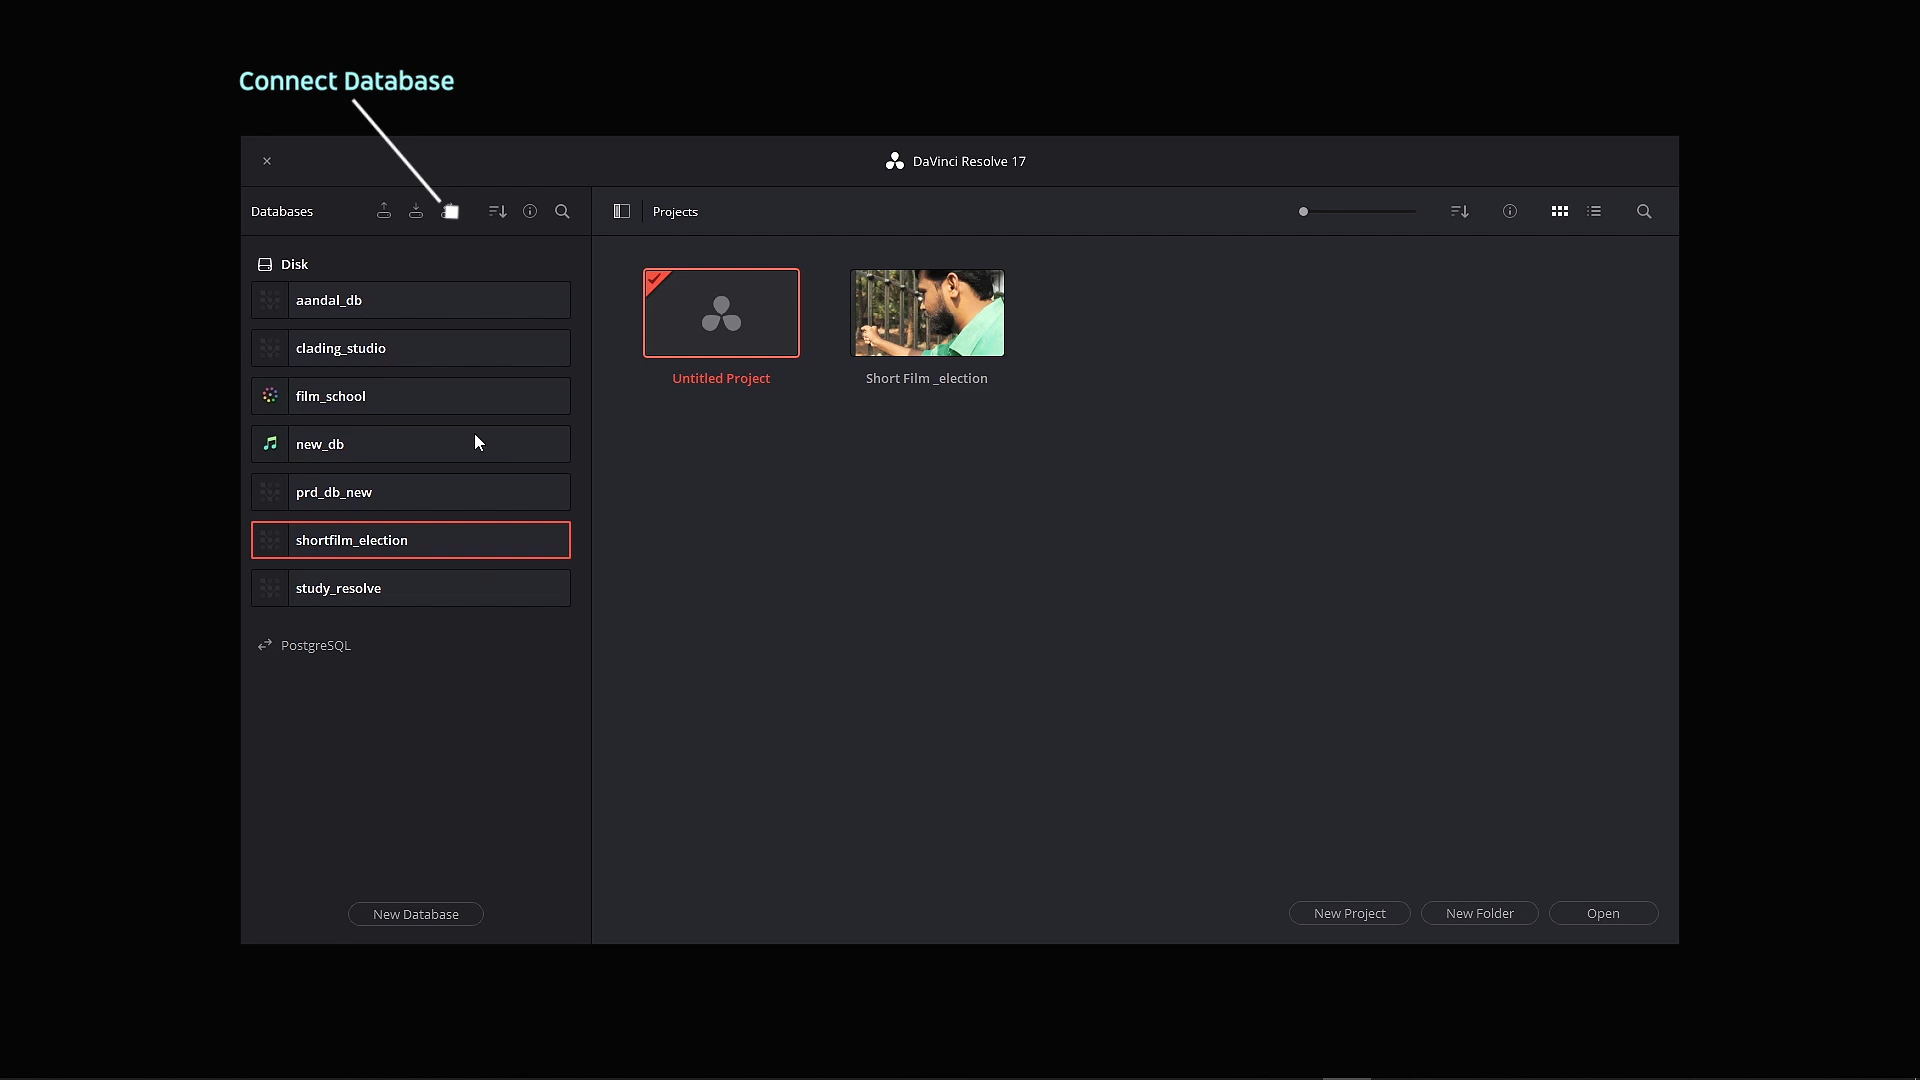 Connect Database
DaVinci Resolve 17
Databases
Projects
Disk
aandal_db
clading_studio
film_school
new_db
prd_db_new
shortfilm_election
study_resolve
PostgreSQL
Untitled Project
Short Film _election
New Database
New Project
New Folder
Open